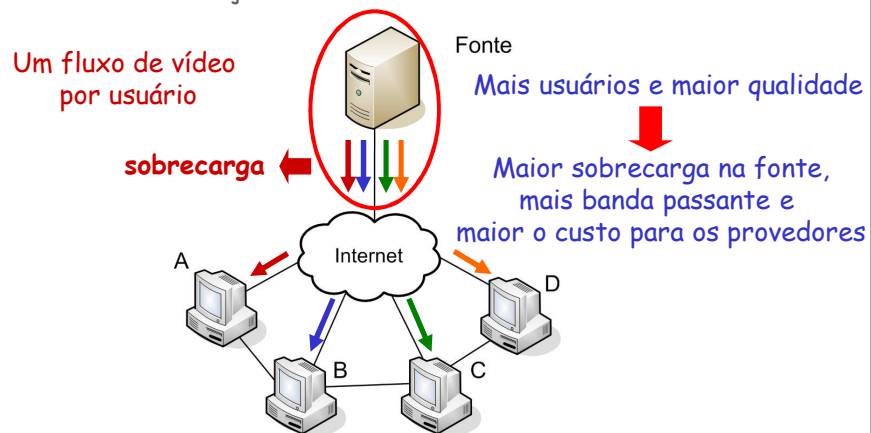 Fonte
Um fluxo de vídeo
por usuário
Mais usuários e maior qualidade
sobrecarga
Maior sobrecarga na fonte,
mais banda passante e
maior o custo para os provedores
Internet
A
D
B
C